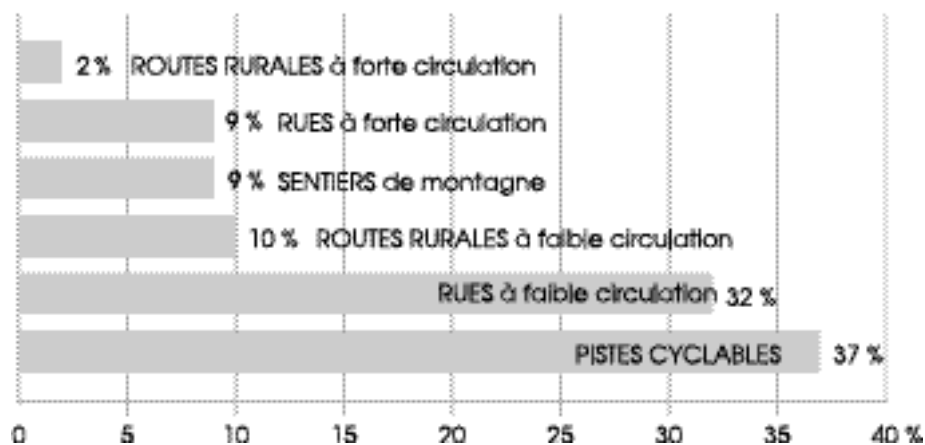 2 % ROUTES RURALES à forte circulation
9 % RUES à forte circulation
9 % SENTIERS de montagne
10 % ROUTES RURALES à faible circulation
RUES à faible circulation 32 %
PISTES CYCLABLES 37 %
0 5 10 15 20 25 30 35 40 %